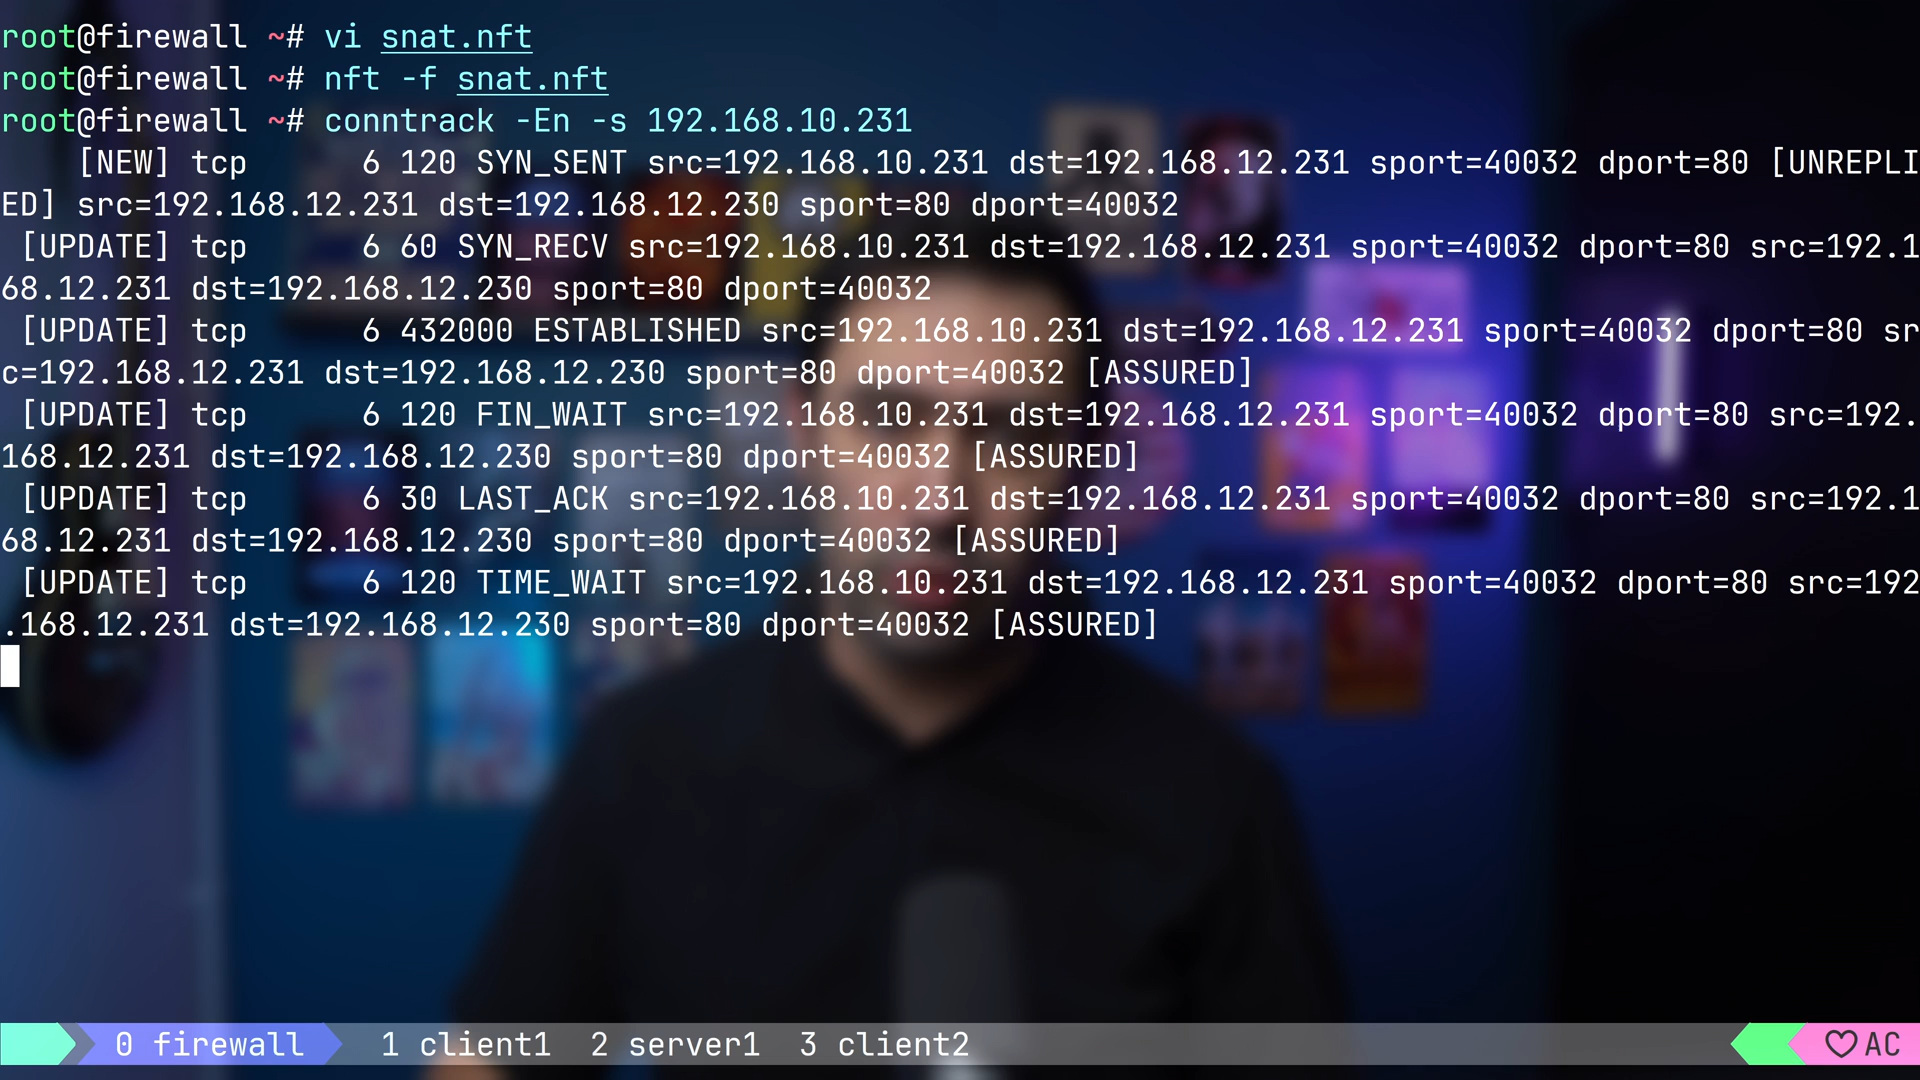 root@firewall ~# vi snat.nft
root@firewall ~# nft -f snat.nft
root@firewall ~# conntrack -En -s 192.168.10.231
    [NEW] tcp      6 120 SYN_SENT src=192.168.10.231 dst=192.168.12.231 sport=40032 dport=80 [UNREPLI
ED] src=192.168.12.231 dst=192.168.12.230 sport=80 dport=40032
 [UPDATE] tcp      6 60 SYN_RECV src=192.168.10.231 dst=192.168.12.231 sport=40032 dport=80 src=192.1
68.12.231 dst=192.168.12.230 sport=80 dport=40032
 [UPDATE] tcp      6 432000 ESTABLISHED src=192.168.10.231 dst=192.168.12.231 sport=40032 dport=80 sr
c=192.168.12.231 dst=192.168.12.230 sport=80 dport=40032 [ASSURED]
 [UPDATE] tcp      6 120 FIN_WAIT src=192.168.10.231 dst=192.168.12.231 sport=40032 dport=80 src=192.
168.12.231 dst=192.168.12.230 sport=80 dport=40032 [ASSURED]
 [UPDATE] tcp      6 30 LAST_ACK src=192.168.10.231 dst=192.168.12.231 sport=40032 dport=80 src=192.1
68.12.231 dst=192.168.12.230 sport=80 dport=40032 [ASSURED]
 [UPDATE] tcp      6 120 TIME_WAIT src=192.168.10.231 dst=192.168.12.231 sport=40032 dport=80 src=192
.168.12.231 dst=192.168.12.230 sport=80 dport=40032 [ASSURED]
0 firewall 1 client1 2 server1 3 client2 ♡ AC